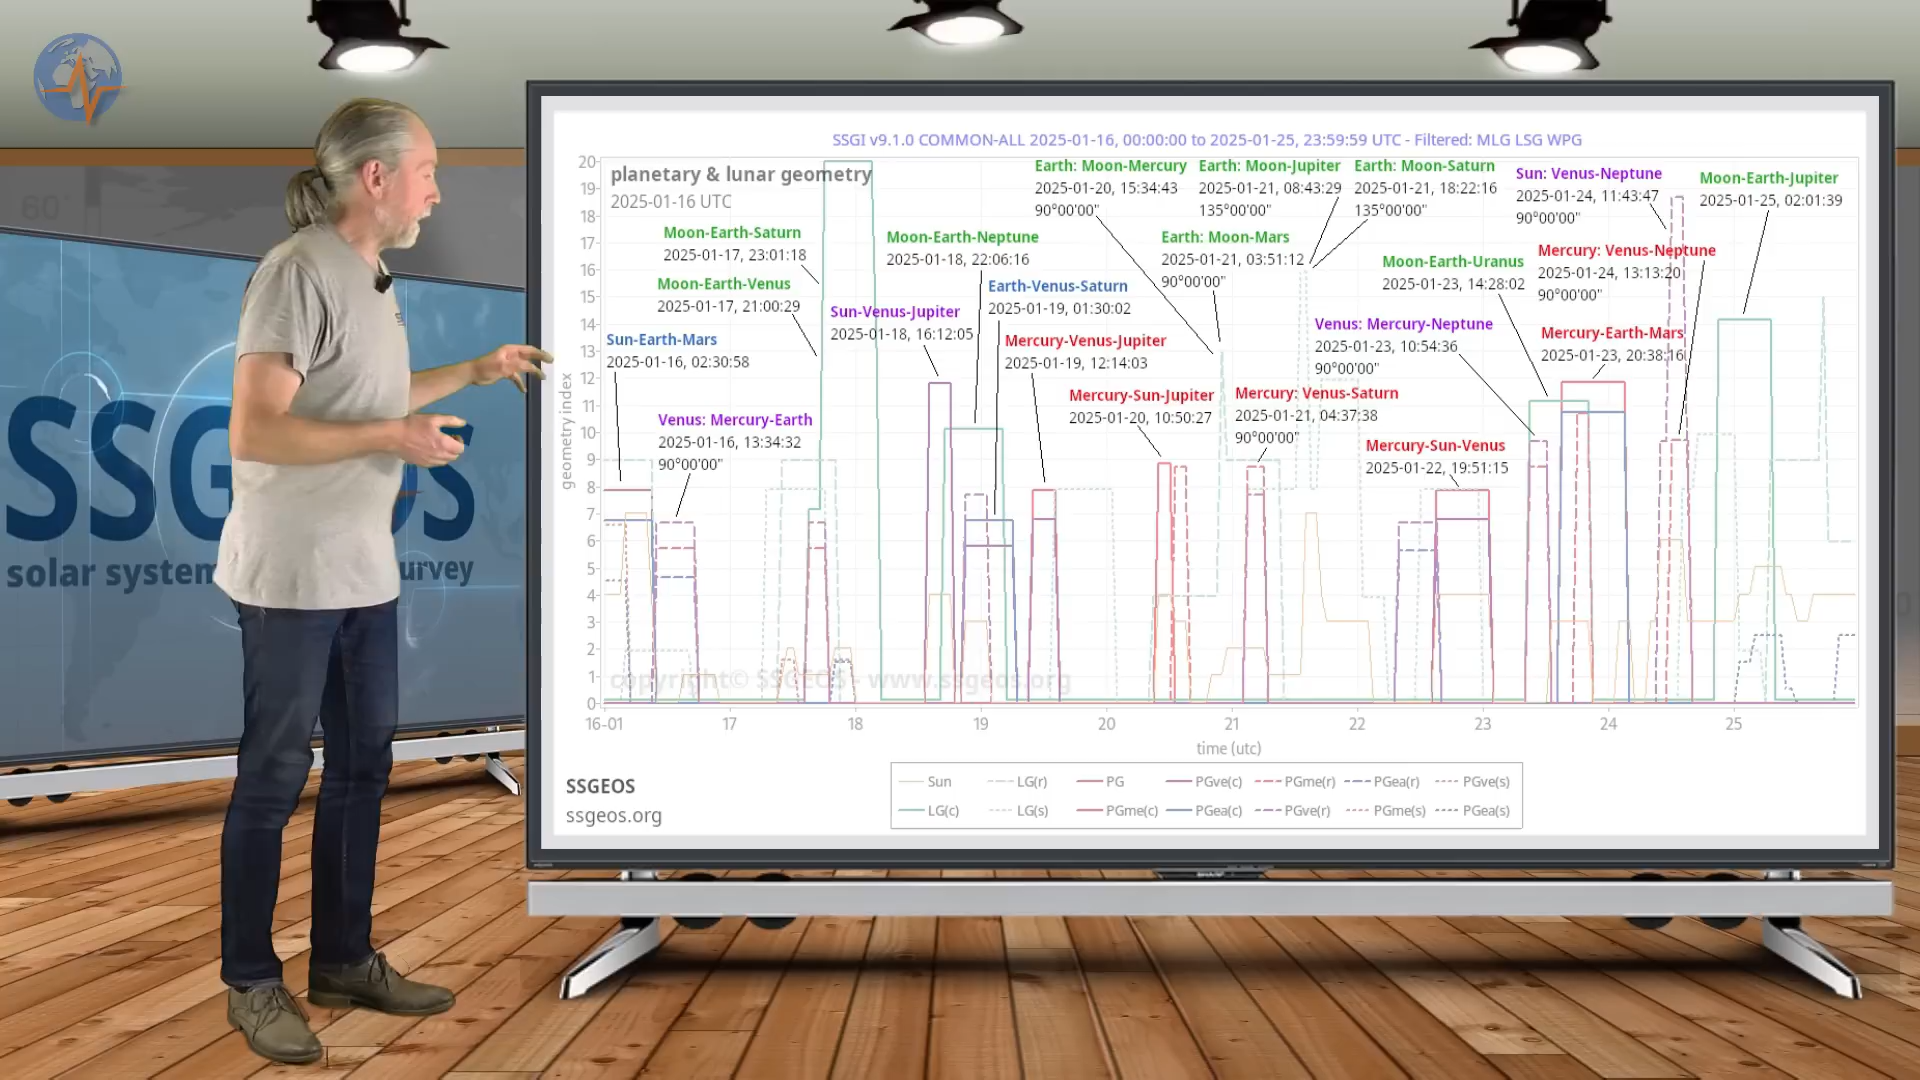 SSGI v9.1.0 COMMON-ALL 2025-01-16, 00:00:00 to 2025-01-25, 23:59:59 UTC - Filtered: MLG LSG WPG
planetary & lunar geometry
2025-01-16 UTC
Moon-Earth-Saturn
2025-01-17, 23:01:18
Moon-Earth-Venus
2025-01-17, 21:00:29
Sun-Earth-Mars
2025-01-16, 02:30:58
Venus: Mercury-Earth
2025-01-16, 13:34:32
90°00'00"
Sun-Venus-Jupiter
2025-01-18, 16:12:05
Moon-Earth-Neptune
2025-01-18, 22:06:16
Earth-Venus-Saturn
2025-01-19, 01:30:02
Mercury-Venus-Jupiter
2025-01-19, 12:14:03
Mercury-Sun-Jupiter
2025-01-20, 10:50:27
Earth: Moon-Mercury
2025-01-20, 15:34:43
90°00'00"
Earth: Moon-Jupiter
2025-01-21, 08:43:29
135°00'00"
Earth: Moon-Saturn
2025-01-21, 18:22:16
135°00'00"
Earth: Moon-Mars
2025-01-21, 03:51:12
90°00'00"
Mercury: Venus-Saturn
2025-01-21, 04:37:38
90°00'00"
Mercury-Sun-Venus
2025-01-22, 19:51:15
Venus: Mercury-Neptune
2025-01-23, 10:54:36
90°00'00"
Moon-Earth-Uranus
2025-01-23, 14:28:02
Sun: Venus-Neptune
2025-01-24, 11:43:47
90°00'00"
Mercury: Venus-Neptune
2025-01-24, 13:13:20
90°00'00"
Mercury-Earth-Mars
2025-01-23, 20:38:16
Moon-Earth-Jupiter
2025-01-25, 02:01:39
geometry index
20
19
18
17
16
15
14
13
12
11
10
9
8
7
6
5
4
3
2
1
0
16-01 17 18 19 20 21 22 23 24 25
time (utc)
copyright© SSGEOS - www.ssgeos.org
SSGEOS
ssgeos.org
Sun LG(r) PG PGve(c) PGme(r) PGea(r) PGve(s)
LG(c) LG(s) PGme(c) PGea(c) PGve(r) PGme(s) PGea(s)
60°
SSGEOS
solar system urvey